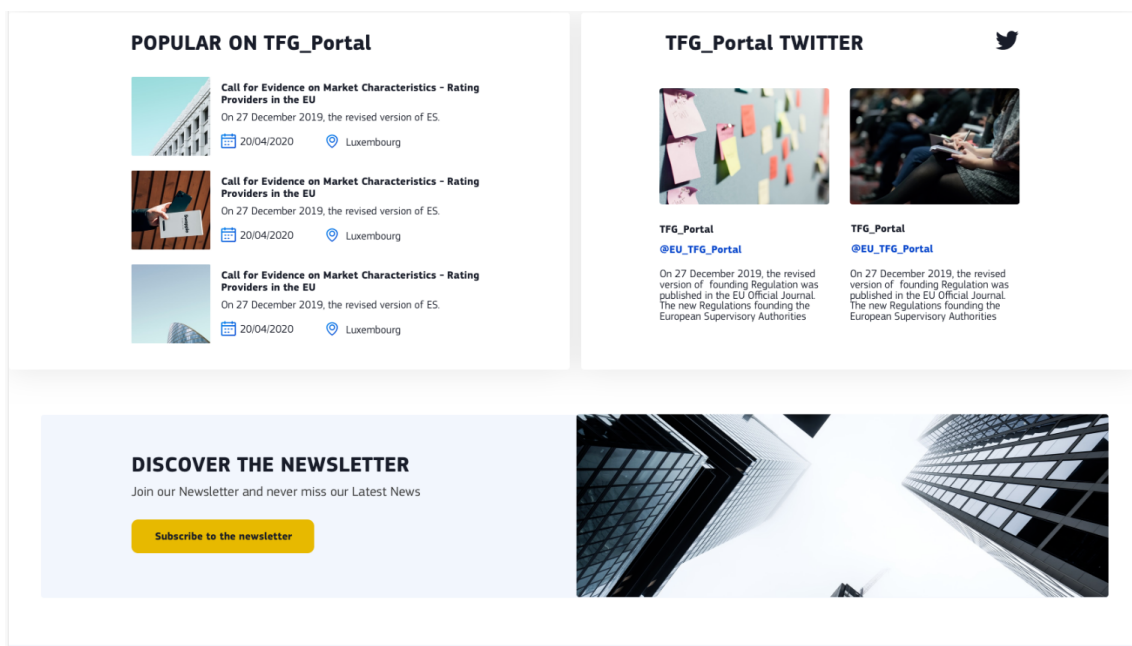 POPULAR ON TFG_Portal
Call for Evidence on Market Characteristics - Rating
Providers in the EU
On 27 December 2019, the revised version of ES.
20/04/2020
Luxembourg
Call for Evidence on Market Characteristics - Rating
Providers in the EU
On 27 December 2019, the revised version of ES.
20/04/2020
Luxembourg
Call for Evidence on Market Characteristics - Rating
Providers in the EU
On 27 December 2019, the revised version of ES.
20/04/2020
Luxembourg
TFG_Portal TWITTER
TFG_Portal
@EU_TFG_Portal
On 27 December 2019, the revised
version of founding Regulation was
published in the EU Official Journal.
The new Regulations founding the
European Supervisory Authorities
TFG_Portal
@EU_TFG_Portal
On 27 December 2019, the revised
version of founding Regulation was
published in the EU Official Journal.
The new Regulations founding the
European Supervisory Authorities
DISCOVER THE NEWSLETTER
Join our Newsletter and never miss our Latest News
Subscribe to the newsletter